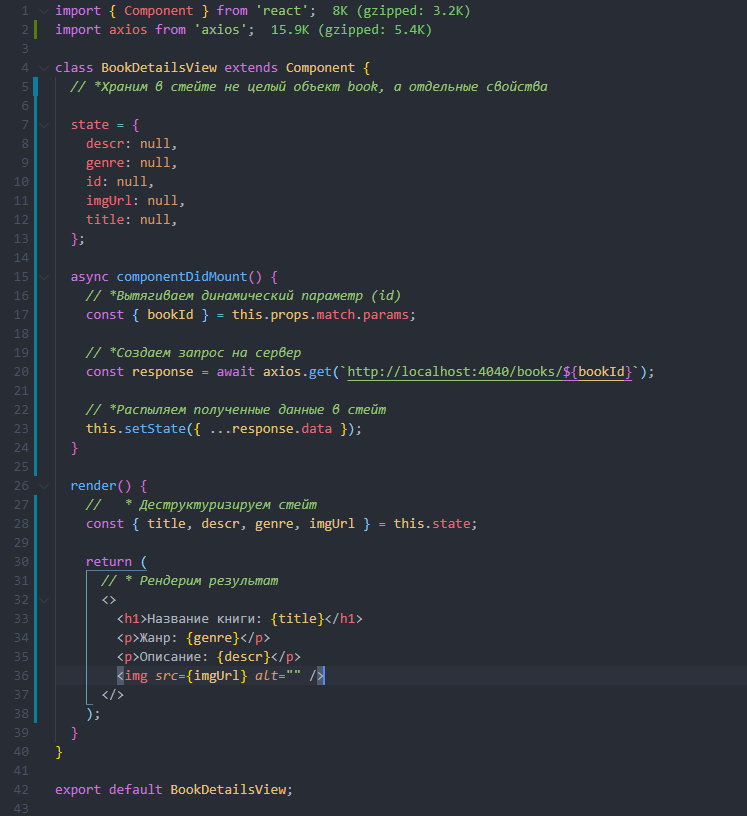 1 import { Component } from 'react'; 8K (gzipped: 3.2K)
2 import axios from 'axios'; 15.9K (gzipped: 5.4K)
3
4 class BookDetailsView extends Component {
5 // *Храним в стейте не целый объект book, а отдельные свойства
6
7 state = {
8 descr: null,
9 genre: null,
10 id: null,
11 imgUrl: null,
12 title: null,
13 };
14
15 async componentDidMount() {
16 // *Вытягиваем динамический параметр (id)
17 const { bookId } = this.props.match.params;
18
19 // *Создаем запрос на сервер
20 const response = await axios.get(`http://localhost:4040/books/${bookId}`);
21
22 // *Распыляем полученные данные в стейт
23 this.setState({ ...response.data });
24 }
25
26 render() {
27 // * Деструктуризируем стейт
28 const { title, descr, genre, imgUrl } = this.state;
29
30 return (
31 // * Рендерим результат
32 <>
33 <h1>Название книги: {title}</h1>
34 <p>Жанр: {genre}</p>
35 <p>Описание: {descr}</p>
36 <img src={imgUrl} alt="" />
37 </>
38 );
39 }
40 }
41
42 export default BookDetailsView;
43